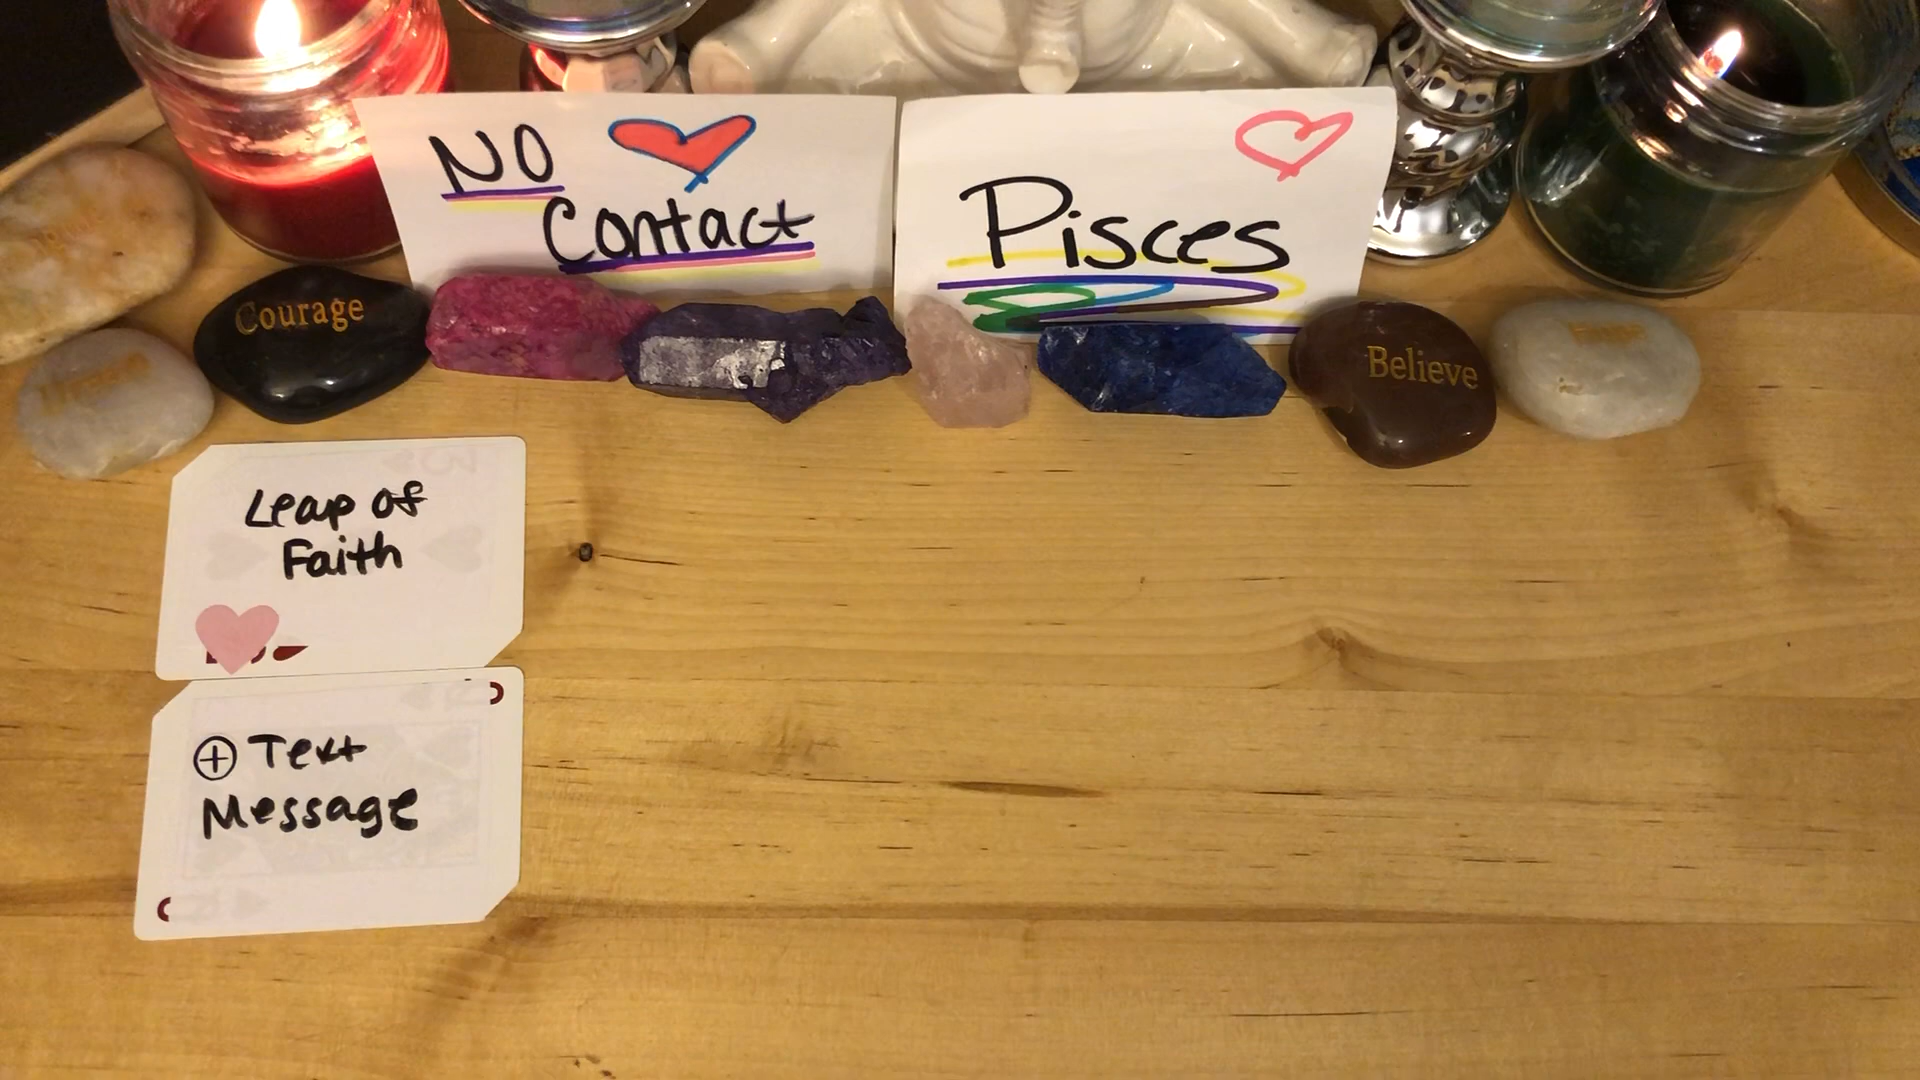 NO
Contact
Pisces
Courage
Believe
Leap of
Faith
⊕ Text
Message